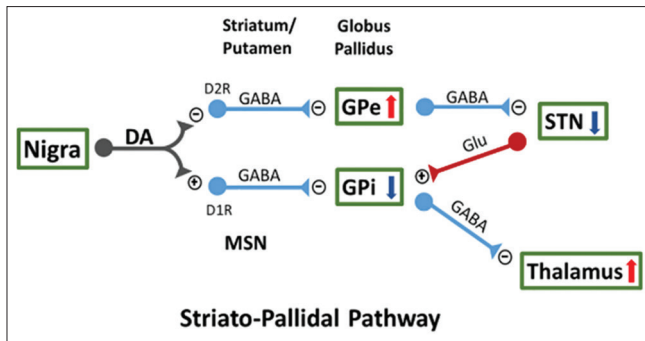 Striatum/
Putamen
Globus
Pallidus
D2R
GABA
GPe
GABA
STN
Nigra
DA
Glu
GABA
GPi
D1R
GABA
MSN
Thalamus
Striato-Pallidal Pathway